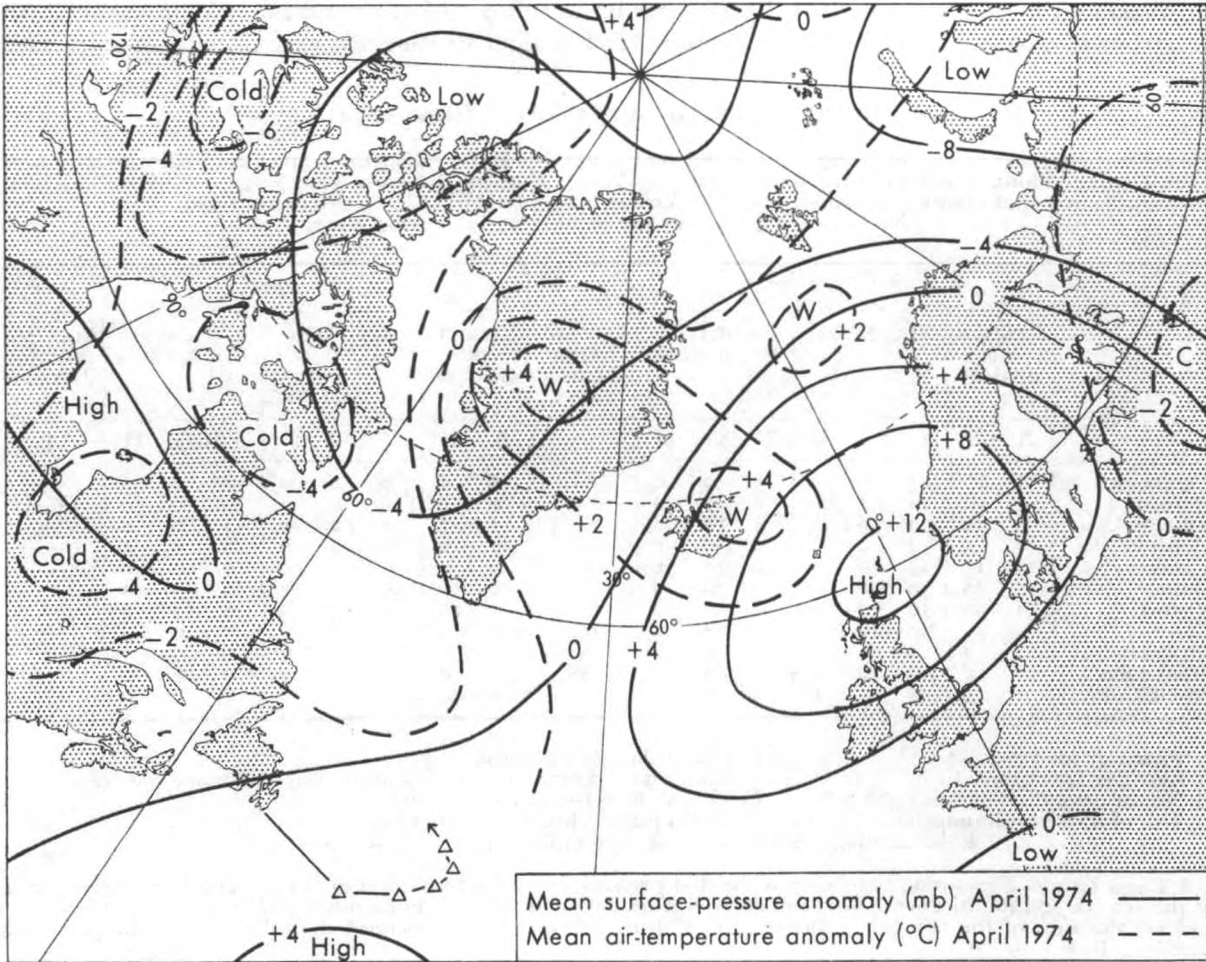 +4 0
120° Cold Low Low
-2 60°
-6
-4 -8
-4
90° 0 W +2
0
+4 W C
+4
High -2
Cold +8
-4 60° -4 +4
+2 W 0
Cold 0° +12
-4 0 30° High
-2 0 +4 60°
0
Low
+4 High
Mean surface-pressure anomaly (mb) April 1974
Mean air-temperature anomaly (°C) April 1974